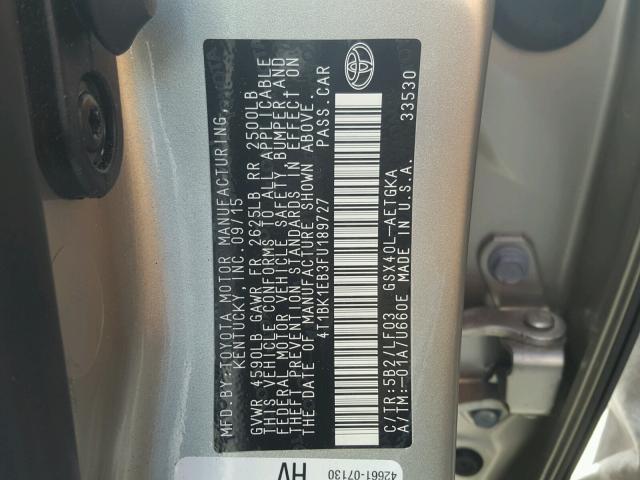 MFD.BY:TOYOTA MOTOR MANUFACTURING,
KENTUCKY, INC. 09/15
GVWR 4590LB GAWR FR 2625LB RR 2500LB
THIS VEHICLE CONFORMS TO ALL APPLICABLE
FEDERAL MOTOR VEHICLE SAFETY, BUMPER AND
THEFT PREVENTION STANDARDS IN EFFECT ON
THE DATE OF MANUFACTURE SHOWN ABOVE.
4T1BK1EB3FU189727 PASS.CAR
C/TR:5B2/LF03 GSX40L-AETGKA
A/TM:-01A/U660E MADE IN U.S.A.
33530
HV
42661-07130